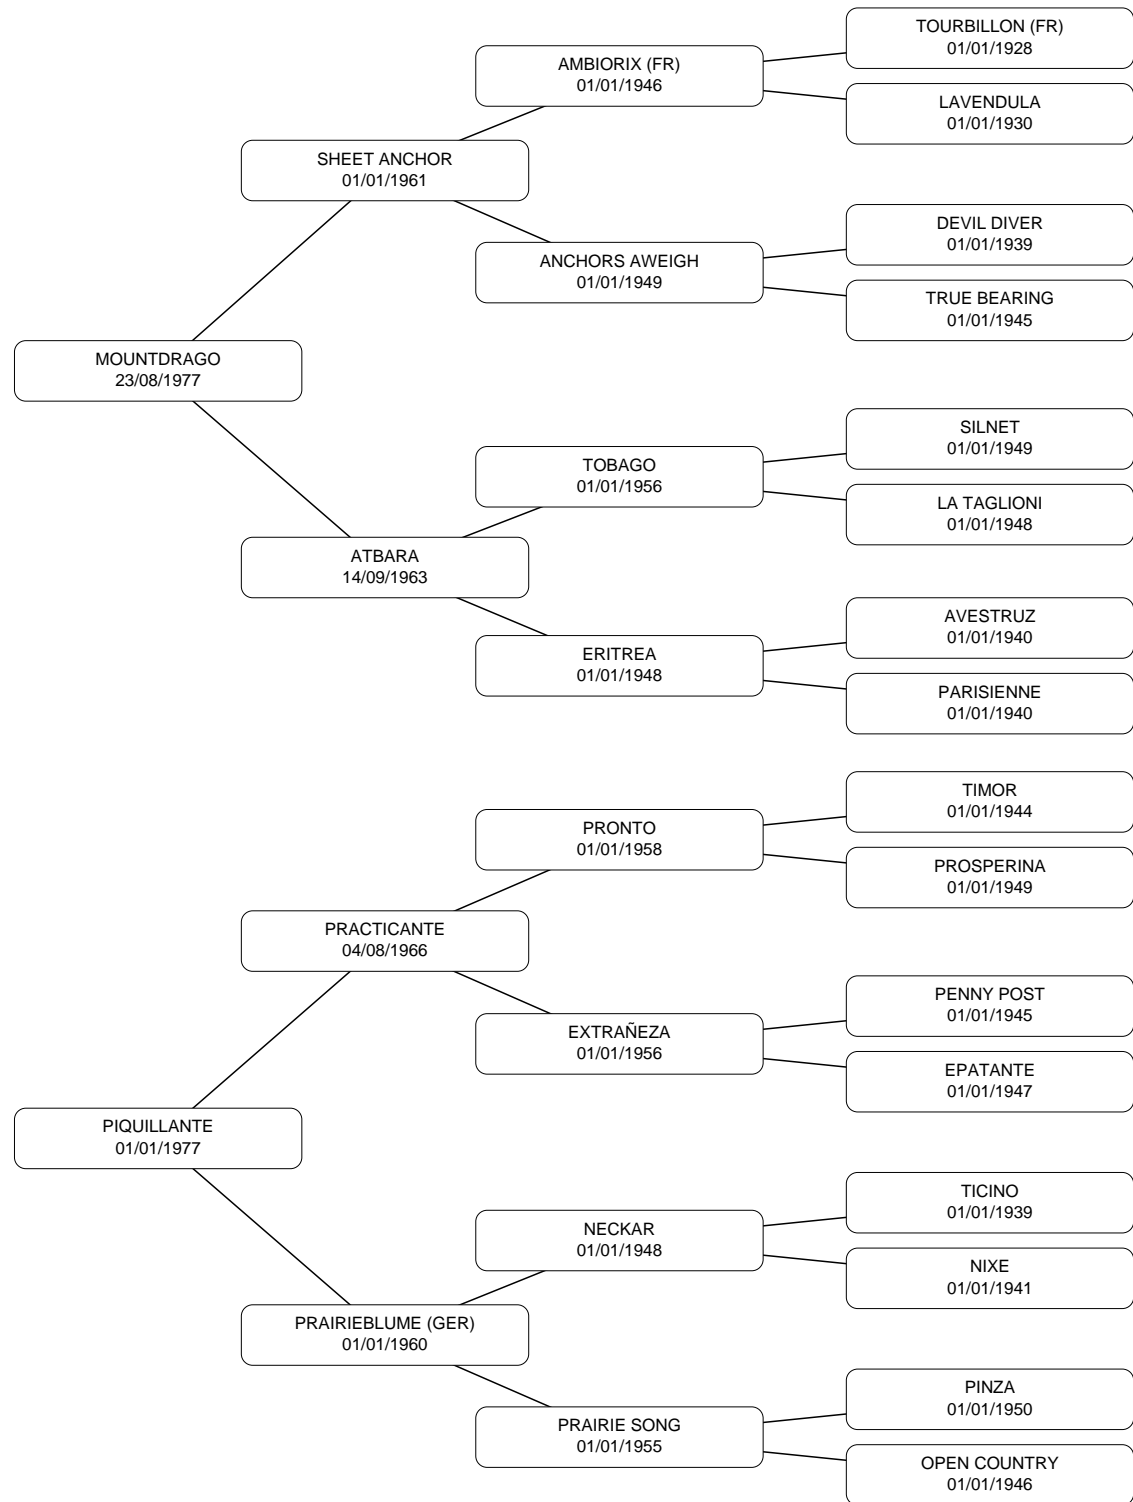 TOURBILLON (FR)
01/01/1928
AMBIORIX (FR)
01/01/1946
LAVENDULA
01/01/1930
SHEET ANCHOR
01/01/1961
DEVIL DIVER
01/01/1939
ANCHORS AWEIGH
01/01/1949
TRUE BEARING
01/01/1945
MOUNTDRAGO
23/08/1977
SILNET
01/01/1949
TOBAGO
01/01/1956
LA TAGLIONI
01/01/1948
ATBARA
14/09/1963
AVESTRUZ
01/01/1940
ERITREA
01/01/1948
PARISIENNE
01/01/1940
TIMOR
01/01/1944
PRONTO
01/01/1958
PROSPERINA
01/01/1949
PRACTICANTE
04/08/1966
PENNY POST
01/01/1945
EXTRAÑEZA
01/01/1956
EPATANTE
01/01/1947
PIQUILLANTE
01/01/1977
TICINO
01/01/1939
NECKAR
01/01/1948
NIXE
01/01/1941
PRAIRIEBLUME (GER)
01/01/1960
PINZA
01/01/1950
PRAIRIE SONG
01/01/1955
OPEN COUNTRY
01/01/1946